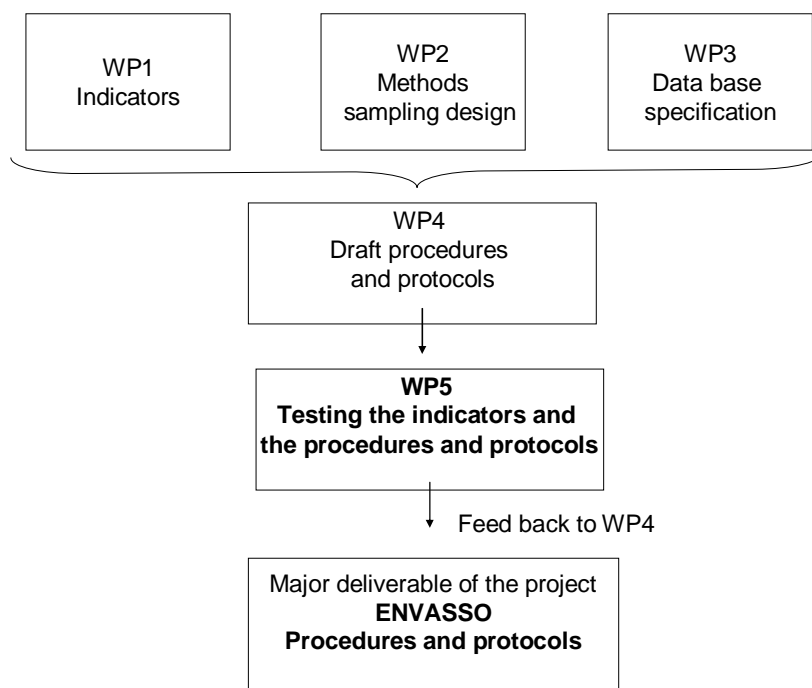 WP1
Indicators
WP2
Methods
sampling design
WP3
Data base
specification
WP4
Draft procedures
and protocols
WP5
Testing the indicators and
the procedures and protocols
Feed back to WP4
Major deliverable of the project
ENVASSO
Procedures and protocols